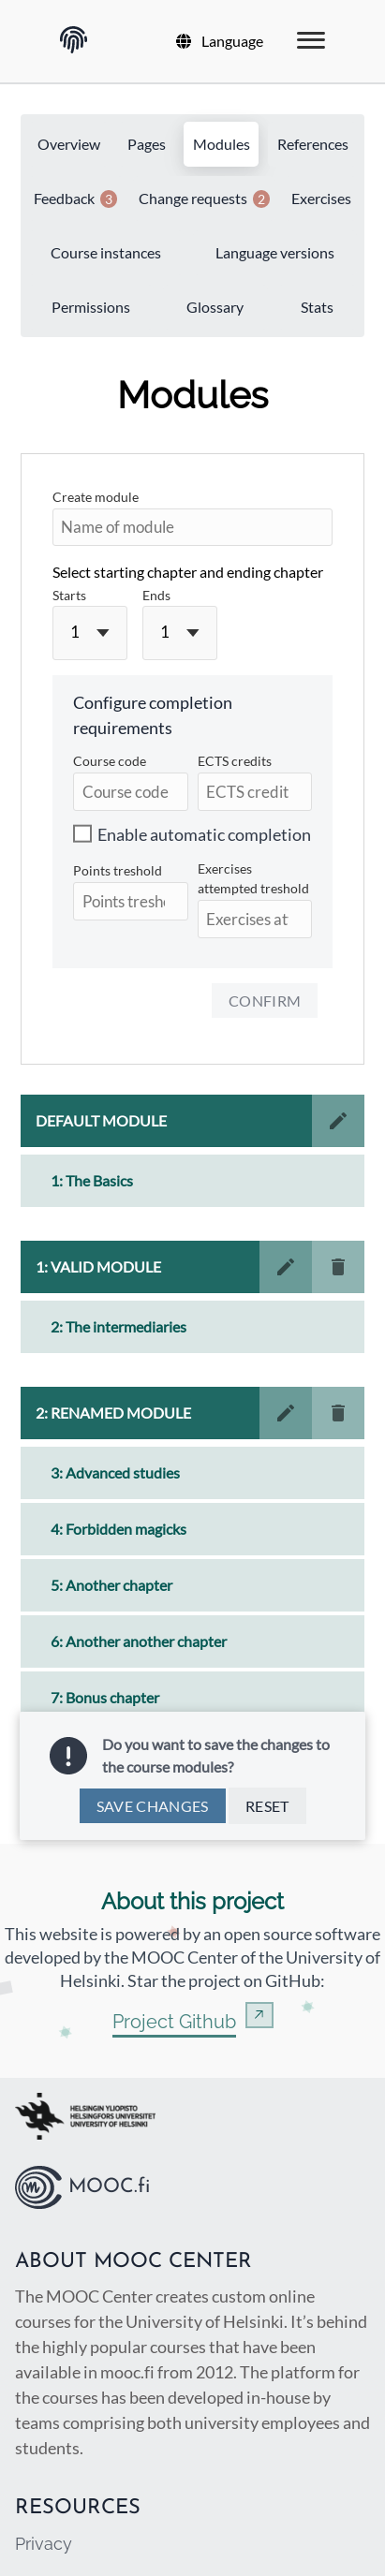 Language
Overview
Pages
Modules
References
Feedback 3
Change requests 2
Exercises
Course instances
Language versions
Permissions
Glossary
Stats
Modules
Create module
Name of module
Select starting chapter and ending chapter
Starts
Ends
1
1
Configure completion
requirements
Course code
ECTS credits
Course code
ECTS credit
Enable automatic completion
Points treshold
Exercises
attempted treshold
Points tresho
Exercises at
CONFIRM
DEFAULT MODULE
1: The Basics
1: VALID MODULE
2: The intermediaries
2: RENAMED MODULE
3: Advanced studies
4: Forbidden magicks
5: Another chapter
6: Another another chapter
7: Bonus chapter
Do you want to save the changes to
the course modules?
SAVE CHANGES
RESET
About this project
This website is powered by an open source software
developed by the MOOC Center of the University of
Helsinki. Star the project on GitHub:
Project Github
HELSINGIN YLIOPISTO
HELSINGFORS UNIVERSITET
UNIVERSITY OF HELSINKI
MOOC.fi
ABOUT MOOC CENTER
The MOOC Center creates custom online
courses for the University of Helsinki. It's behind
the highly popular courses that have been
available in mooc.fi from 2012. The platform for
the courses has been developed in-house by
teams comprising both university employees and
students.
RESOURCES
Privacy